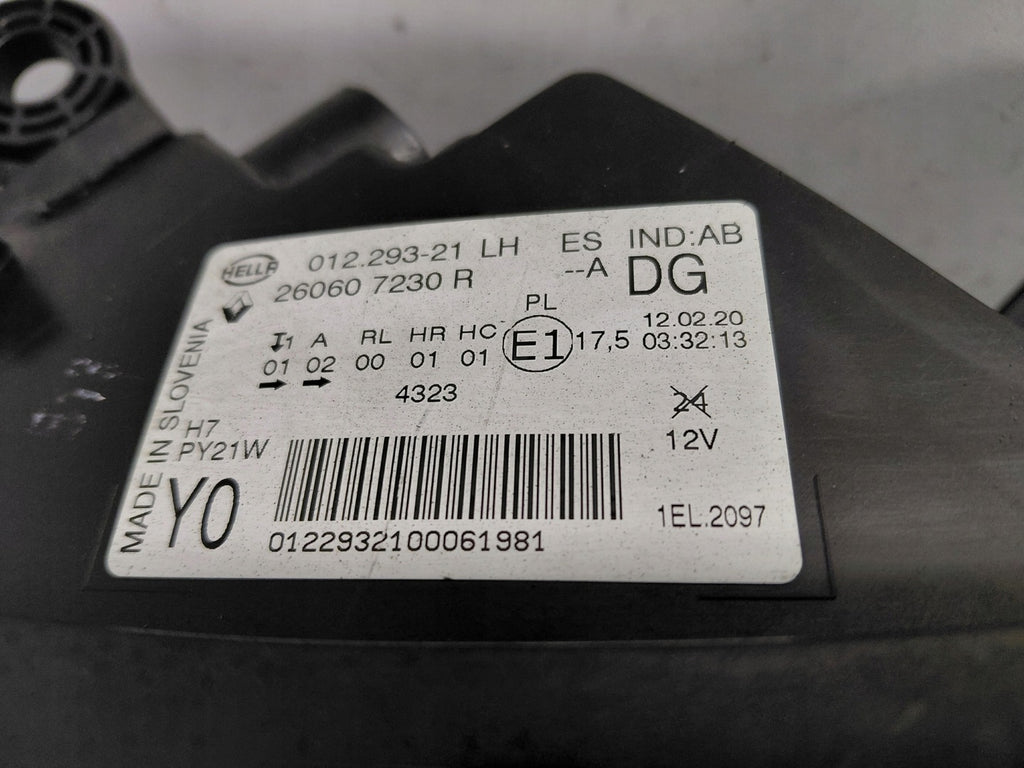 HELLA 012.293-21 LH ES IND:AB
26060 7230 R --A DG
PL
I1 A RL HR HC E1 17,5 12.02.20
01 02 00 01 01 03:32:13
4323
24
12V
H7
PY21W
MADE IN SLOVENIA
Y0
1EL.2097
0122932100061981